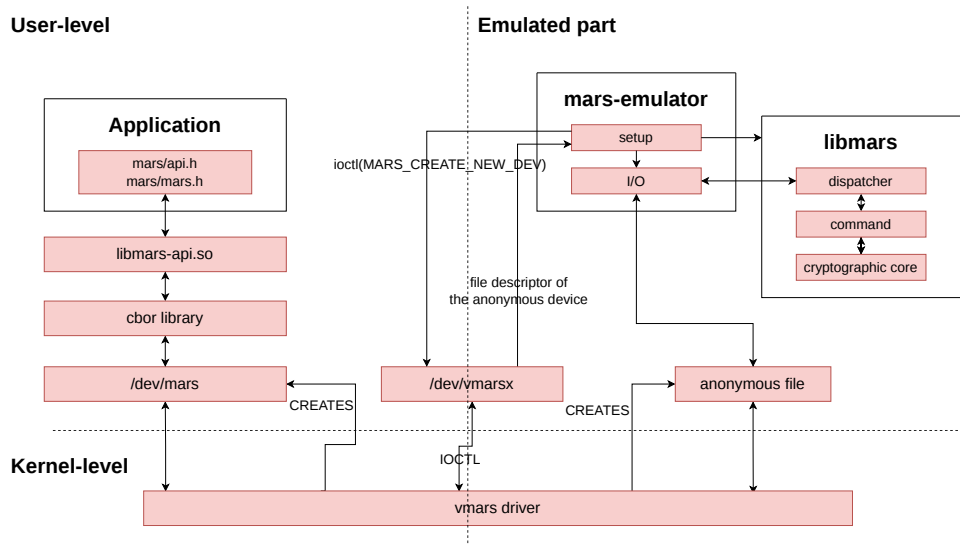 User-level
Emulated part
mars-emulator
Application
setup
libmars
mars/api.h
mars/mars.h
ioctl(MARS_CREATE_NEW_DEV)
I/O
dispatcher
command
libmars-api.so
cryptographic core
file descriptor of
the anonymous device
cbor library
/dev/mars
/dev/vmarsx
anonymous file
CREATES
CREATES
Kernel-level
IOCTL
vmars driver